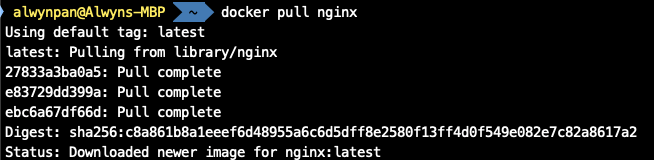 alwynpan@Alwyns-MBP ~ docker pull nginx
Using default tag: latest
latest: Pulling from library/nginx
27833a3ba0a5: Pull complete
e83729dd399a: Pull complete
ebc6a67df66d: Pull complete
Digest: sha256:c8a861b8a1eeef6d48955a6c6d5dff8e2580f13ff4d0f549e082e7c82a8617a2
Status: Downloaded newer image for nginx:latest